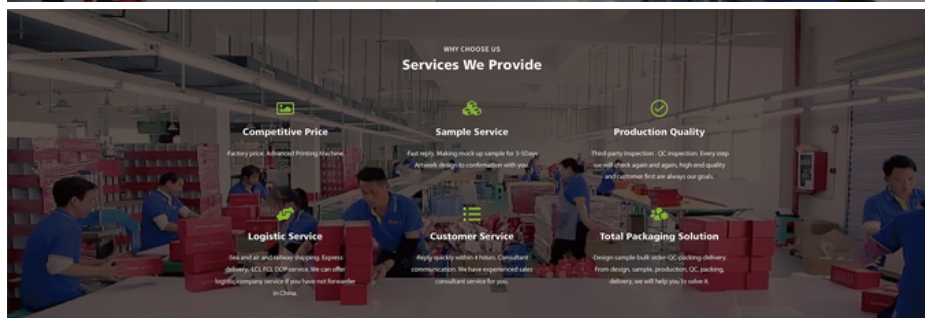 WHY CHOOSE US
Services We Provide
Competitive Price
Factory price. Advanced Printing Machine.
Sample Service
Fast reply. Making mock up sample for 3-5Days
Artwork design to confirmation with you.
Production Quality
Third-party Inspection . QC inspection. Every step
we will check again and again, high end quality
and customer first are always our goals.
Logistic Service
Sea and air and railway shipping. Express
delivery. LCL FCL DDP service. We can offer
logistic company service if you have not forwarder
in China.
Customer Service
Reply quickly within 4 hours. Consultant
communication. We have experienced sales
consultant service for you.
Total Packaging Solution
Design-sample-bulk order-QC-packing-delivery.
From design, sample, production, QC, packing,
delivery, we will help you to solve it.